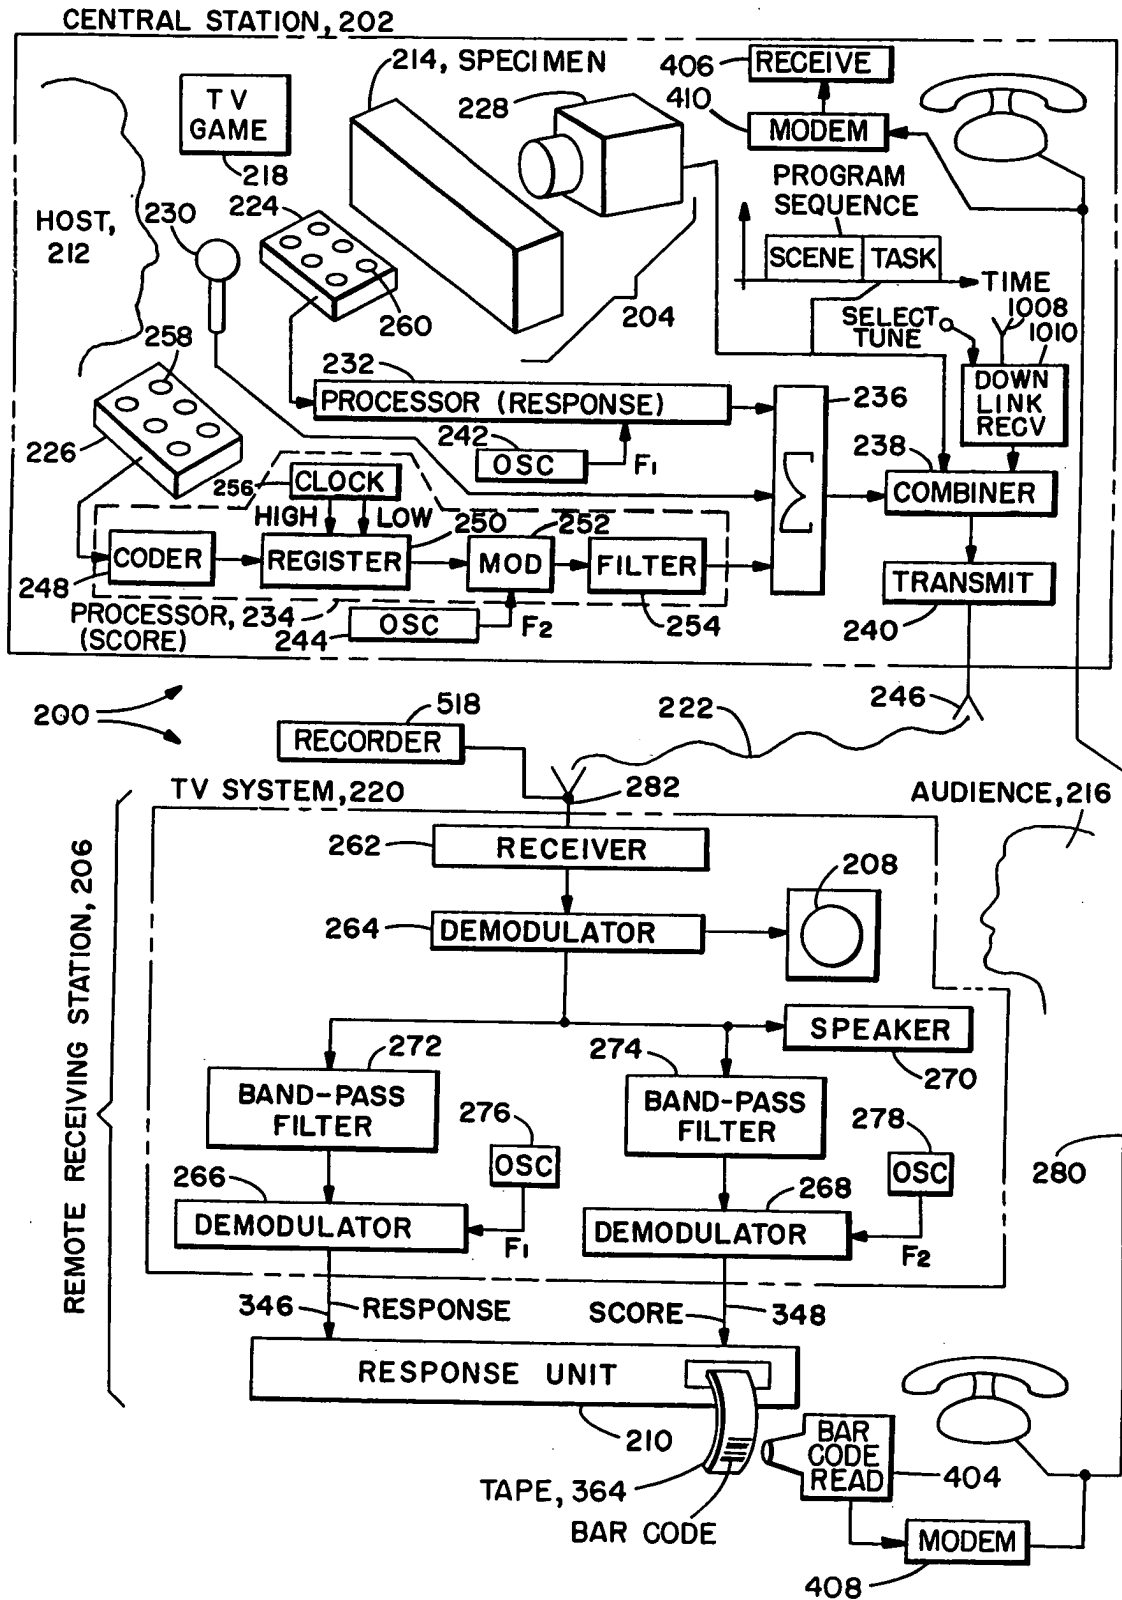 CENTRAL STATION, 202
TV GAME
218
214, SPECIMEN
228
406
RECEIVE
410
MODEM
PROGRAM SEQUENCE
SCENE
TASK
TIME
HOST, 212
230
224
260
204
SELECT TUNE
1008
1010
DOWN LINK RECV
258
226
232
PROCESSOR (RESPONSE)
242
OSC
F1
236
238
COMBINER
256
CLOCK
HIGH
LOW
250
252
CODER
248
REGISTER
MOD
FILTER
254
TRANSMIT
240
PROCESSOR, 234 (SCORE)
244
OSC
F2
246
200
518
RECORDER
222
282
TV SYSTEM, 220
AUDIENCE, 216
REMOTE RECEIVING STATION, 206
262
RECEIVER
264
DEMODULATOR
208
SPEAKER
270
272
BAND-PASS FILTER
274
BAND-PASS FILTER
276
OSC
278
OSC
280
266
DEMODULATOR
F1
268
DEMODULATOR
F2
346
RESPONSE
SCORE
348
RESPONSE UNIT
210
TAPE, 364
BAR CODE
BAR CODE READ
404
MODEM
408